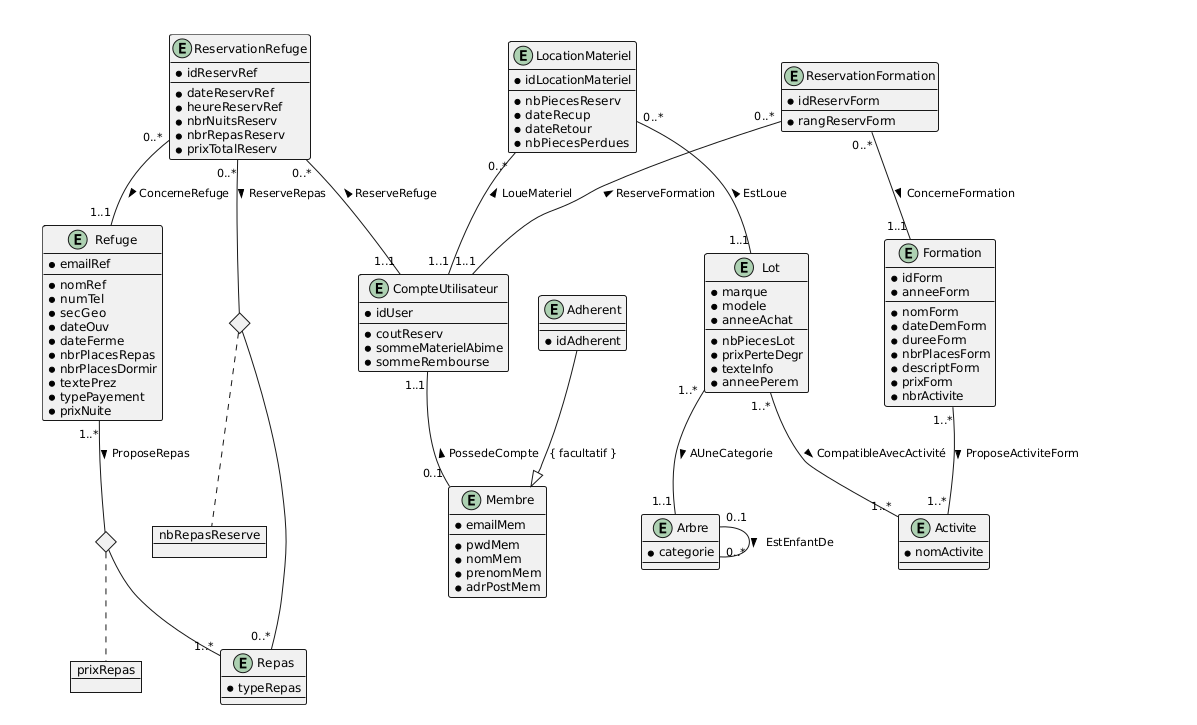 E ReservationRefuge
idReservRef
dateReservRef
heureReservRef
nbrNuitsReserv
nbrRepasReserv
prixTotalReserv
E LocationMateriel
idLocationMateriel
nbPiecesReserv
dateRecup
dateRetour
nbPiecesPerdues
E ReservationFormation
idReservForm
rangReservForm
0..*
0..*
0..*
0..*
0..*
0..*
0..*
ConcerneRefuge
ReserveRepas
ReserveRefuge
LoueMateriel
ReserveFormation
EstLoue
ConcerneFormation
1..1
1..1
1..1
1..1
1..1
1..1
E Refuge
emailRef
nomRef
numTel
secGeo
dateOuv
dateFerme
nbrPlacesRepas
nbrPlacesDormir
textePrez
typePayement
prixNuite
E CompteUtilisateur
idUser
coutReserv
sommeMaterielAbime
sommeRembourse
E Adherent
idAdherent
E Lot
marque
modele
anneeAchat
nbPiecesLot
prixPerteDegr
texteInfo
anneePerem
E Formation
idForm
anneeForm
nomForm
dateDemForm
dureeForm
nbrPlacesForm
descriptForm
prixForm
nbrActivite
1..*
1..1
1..*
1..*
1..*
ProposeRepas
PossedeCompte
{ facultatif }
AUneCategorie
CompatibleAvecActivité
ProposeActiviteForm
0..1
1..1
1..*
1..*
nbRepasReserve
E Membre
emailMem
pwdMem
nomMem
prenomMem
adrPostMem
E Arbre
categorie
0..1
0..*
EstEnfantDe
E Activite
nomActivite
1..*
0..*
prixRepas
E Repas
typeRepas